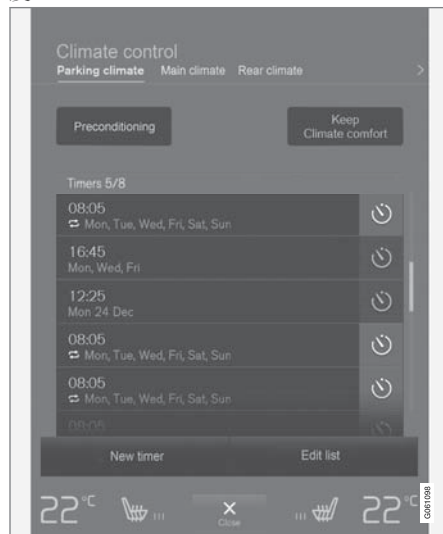 Climate control
Parking climate Main climate Rear climate >
Preconditioning
Keep
Climate comfort
Timers 5/8
08:05
Mon, Tue, Wed, Fri, Sat, Sun
16:45
Mon, Wed, Fri
12:25
Mon 24 Dec
08:05
Mon, Tue, Wed, Fri, Sat, Sun
08:05
Mon, Tue, Wed, Fri, Sat, Sun
08:05
New timer Edit list
22°C 22°C
Close
G061098